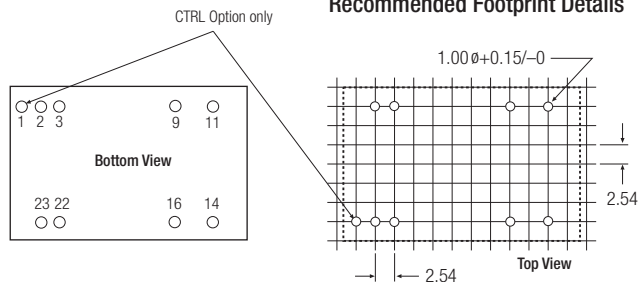 Recommended Footprint Details
CTRL Option only
1.00 ø+0.15/−0
1 2 3 9 11
Bottom View
23 22 16 14
2.54
Top View
2.54